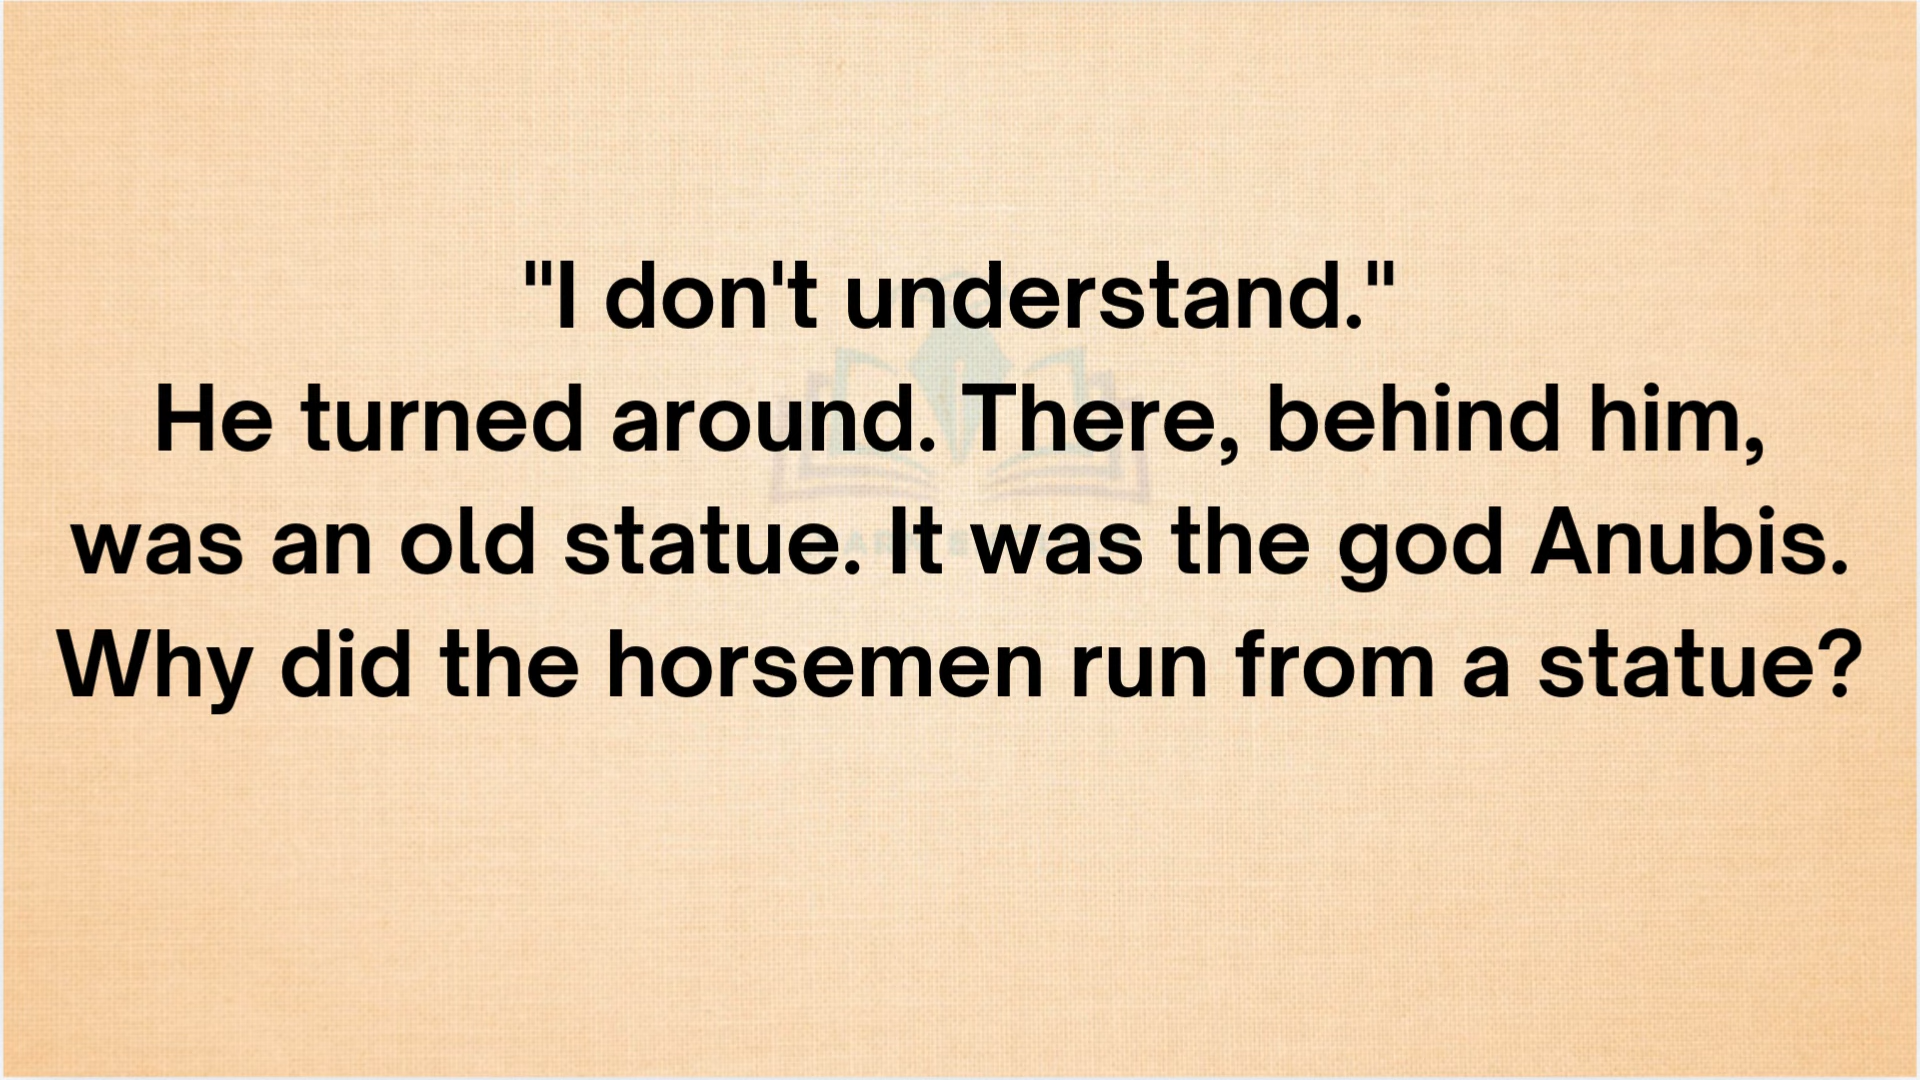 "I don't understand."
He turned around. There, behind him,
was an old statue. It was the god Anubis.
Why did the horsemen run from a statue?